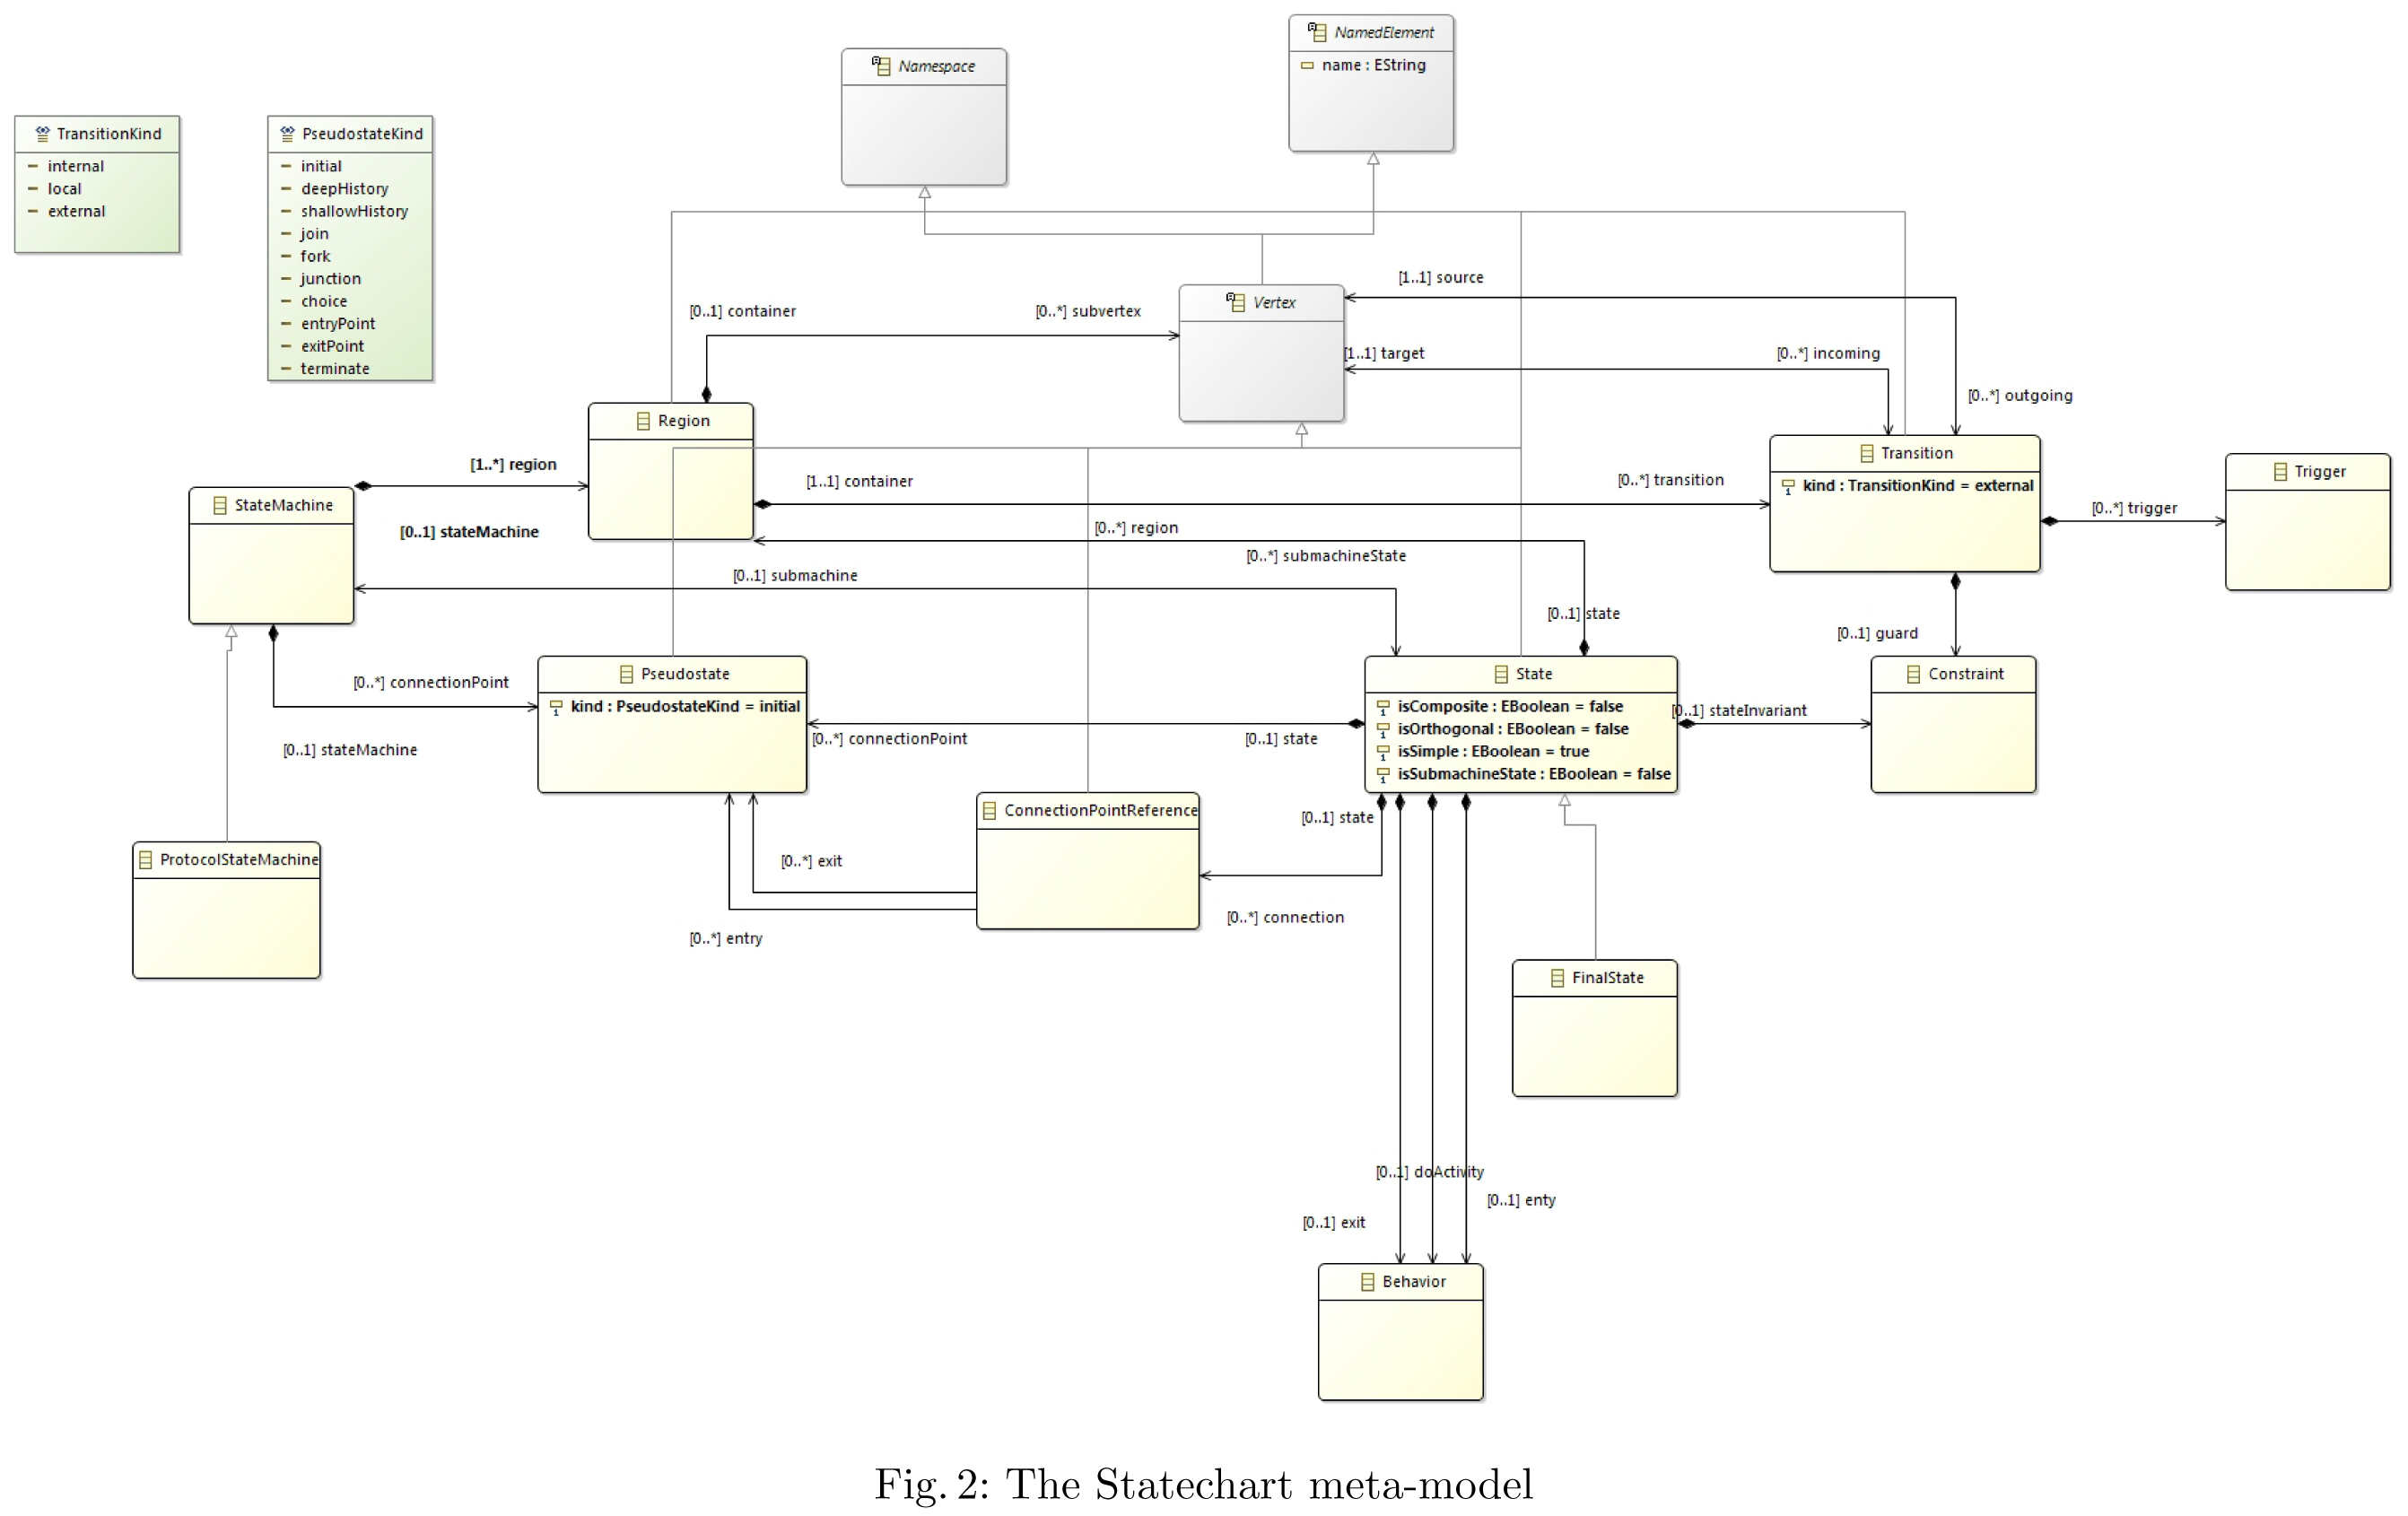 NamedElement
name : EString
Namespace
TransitionKind
internal
local
external
PseudostateKind
initial
deepHistory
shallowHistory
join
fork
junction
choice
entryPoint
exitPoint
terminate
[1..1] source
Vertex
[0..1] container
[0..*] subvertex
[1..1] target
[0..*] incoming
[0..*] outgoing
Region
Transition
kind : TransitionKind = external
[1..*] region
[1..1] container
[0..*] transition
Trigger
[0..*] trigger
StateMachine
[0..1] stateMachine
[0..*] region
[0..*] submachineState
[0..1] submachine
[0..1] state
[0..1] guard
Pseudostate
kind : PseudostateKind = initial
State
isComposite : EBoolean = false
isOrthogonal : EBoolean = false
isSimple : EBoolean = true
isSubmachineState : EBoolean = false
Constraint
[0..*] connectionPoint
[0..1] stateInvariant
[0..*] connectionPoint
[0..1] state
[0..1] stateMachine
ConnectionPointReference
[0..1] state
ProtocolStateMachine
[0..*] exit
[0..*] connection
[0..*] entry
FinalState
[0..1] doActivity
[0..1] enty
[0..1] exit
Behavior
Fig. 2: The Statechart meta-model